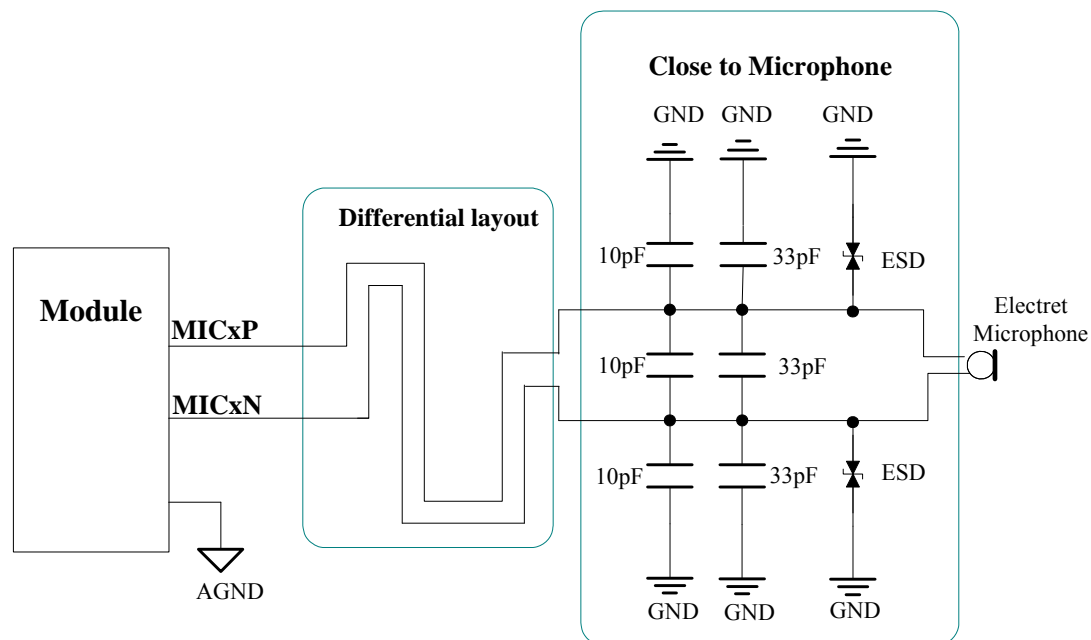 Close to Microphone
GND
GND
GND
Differential layout
10pF
33pF
ESD
Module
MICxP
Electret
Microphone
10pF
33pF
MICxN
10pF
33pF
ESD
AGND
GND
GND
GND